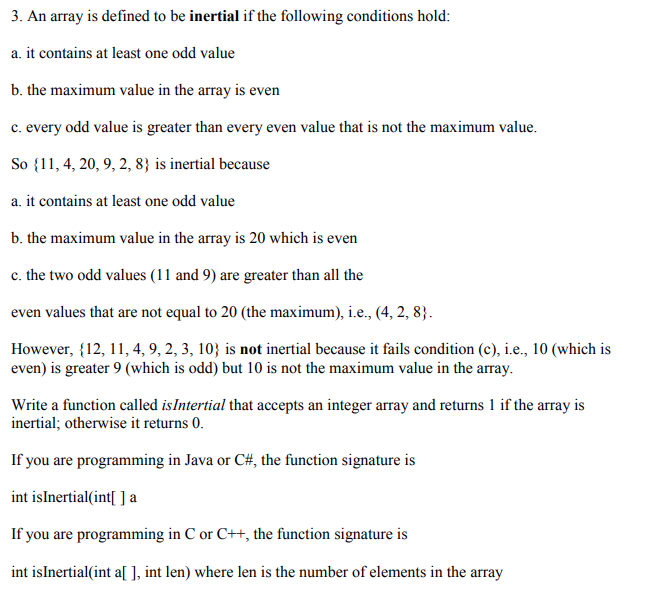 3. An array is defined to be inertial if the following conditions hold:
a. it contains at least one odd value
b. the maximum value in the array is even
c. every odd value is greater than every even value that is not the maximum value.
So {11, 4, 20, 9, 2, 8} is inertial because
a. it contains at least one odd value
b. the maximum value in the array is 20 which is even
c. the two odd values (11 and 9) are greater than all the
even values that are not equal to 20 (the maximum), i.e., (4, 2, 8}.
However, {12, 11, 4, 9, 2, 3, 10} is not inertial because it fails condition (c), i.e., 10 (which is
even) is greater 9 (which is odd) but 10 is not the maximum value in the array.
Write a function called isIntertial that accepts an integer array and returns 1 if the array is
inertial; otherwise it returns 0.
If you are programming in Java or C#, the function signature is
int isInertial(int[ ] a
If you are programming in C or C++, the function signature is
int isInertial(int a[ ], int len) where len is the number of elements in the array